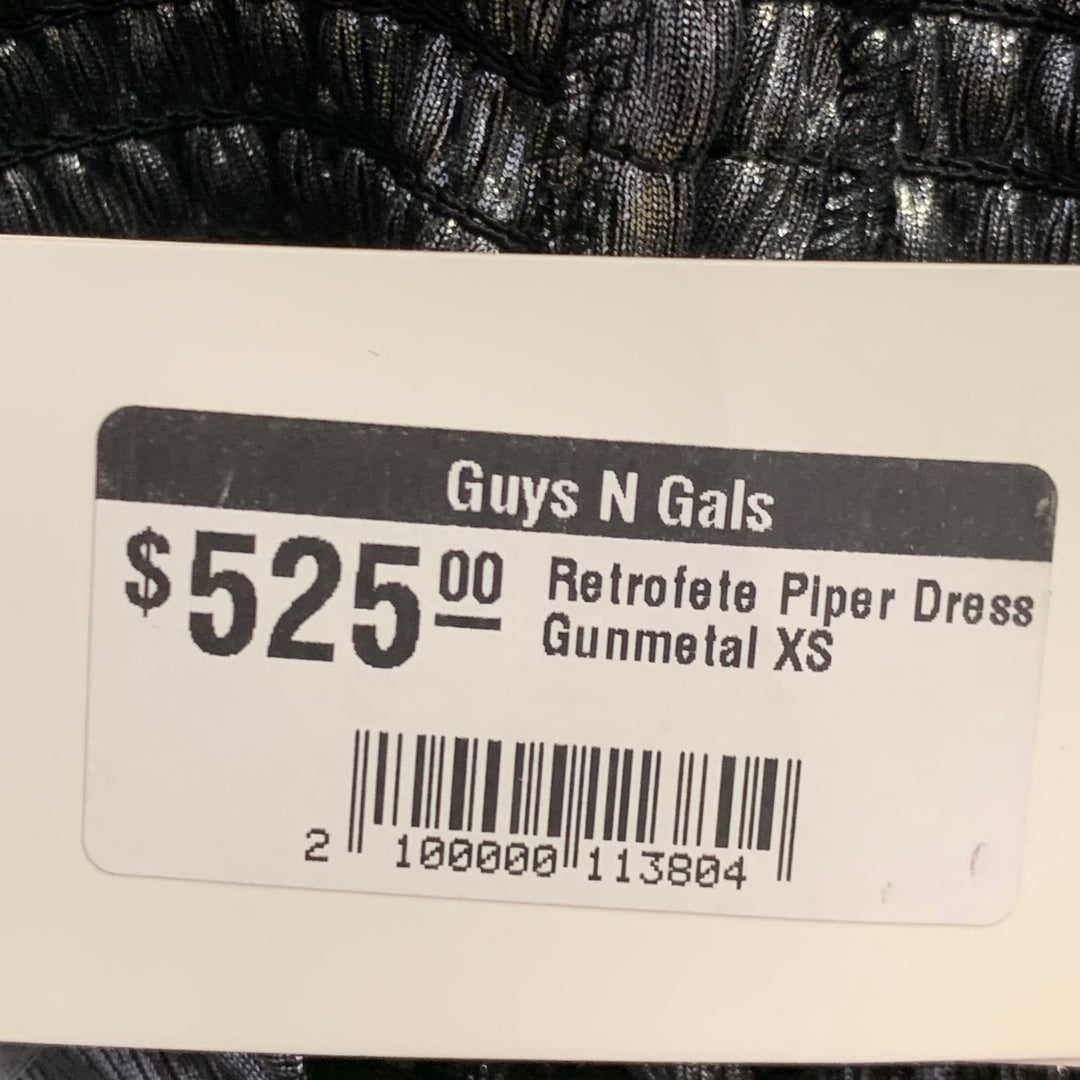 Guys N Gals
$525.00 Retrofete Piper Dress
Gunmetal XS
2 100000 113804